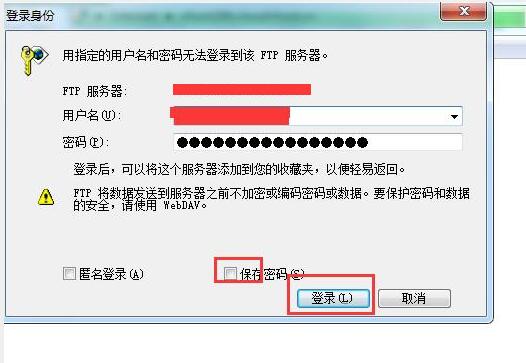 登录身份
用指定的用户名和密码无法登录到该 FTP 服务器。
FTP 服务器:
用户名(U):
密码(P):
登录后，可以将这个服务器添加到您的收藏夹，以便轻易返回。
FTP 将数据发送到服务器之前不加密或编码密码或数据。要保护密码和数据
的安全，请使用 WebDAV。
匿名登录(A)
保存密码(S)
登录(L)
取消